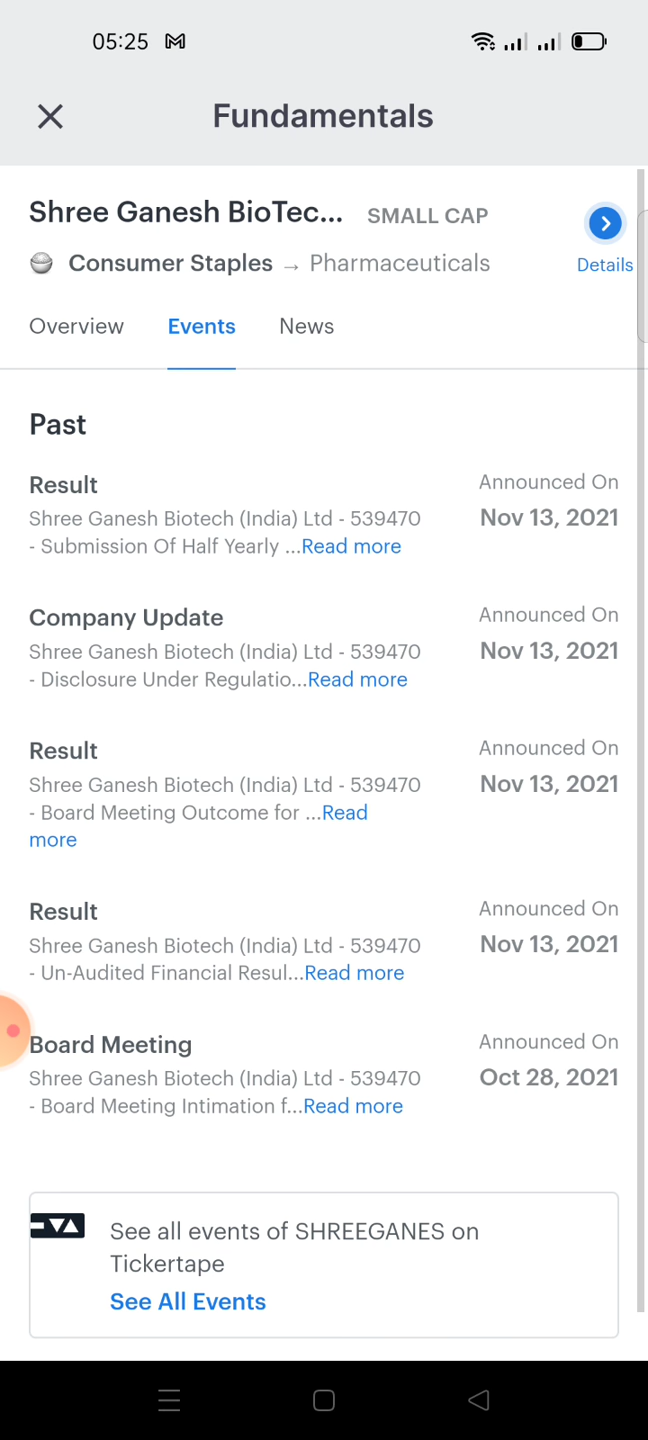 05:25
Fundamentals
Shree Ganesh BioTec... SMALL CAP
Consumer Staples → Pharmaceuticals
Details
Overview Events News
Past
Result
Announced On
Shree Ganesh Biotech (India) Ltd - 539470
Nov 13, 2021
- Submission Of Half Yearly ...Read more
Company Update
Announced On
Shree Ganesh Biotech (India) Ltd - 539470
Nov 13, 2021
- Disclosure Under Regulatio...Read more
Result
Announced On
Shree Ganesh Biotech (India) Ltd - 539470
Nov 13, 2021
- Board Meeting Outcome for ...Read
more
Result
Announced On
Shree Ganesh Biotech (India) Ltd - 539470
Nov 13, 2021
- Un-Audited Financial Resul...Read more
Board Meeting
Announced On
Shree Ganesh Biotech (India) Ltd - 539470
Oct 28, 2021
- Board Meeting Intimation f...Read more
See all events of SHREEGANES on
Tickertape
See All Events